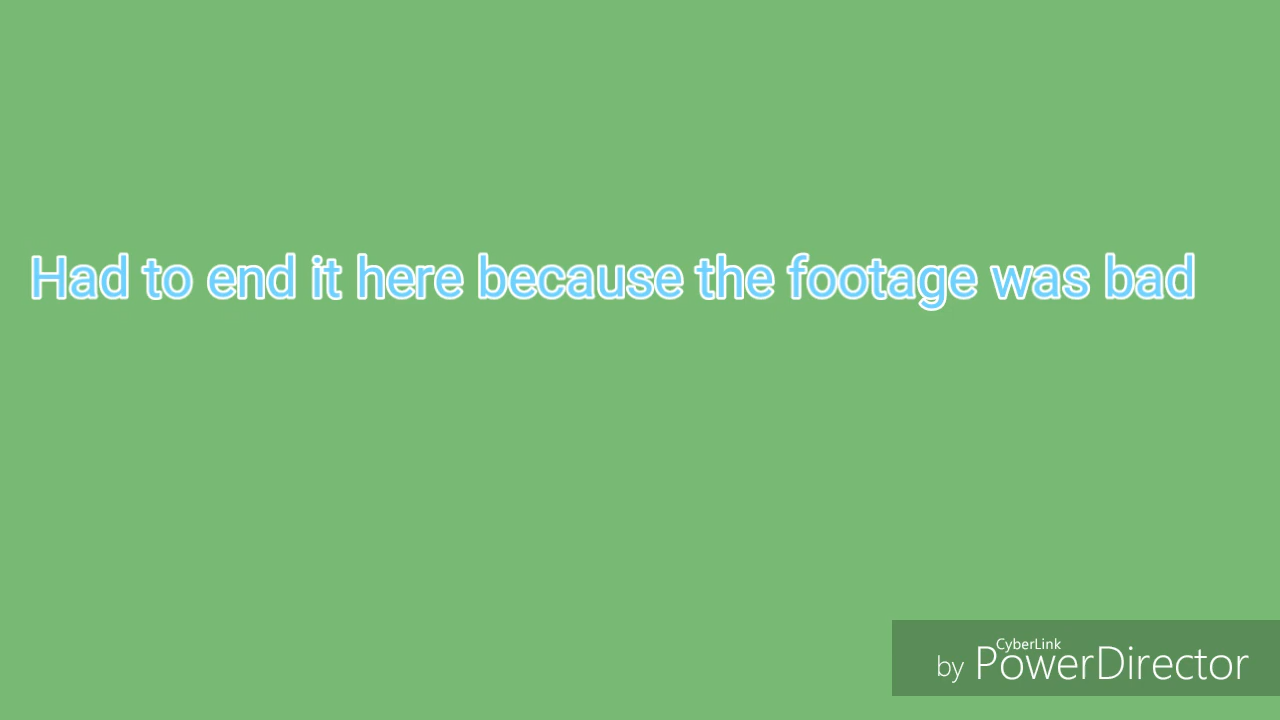 Had to end it here because the footage was bad
CyberLink
by PowerDirector